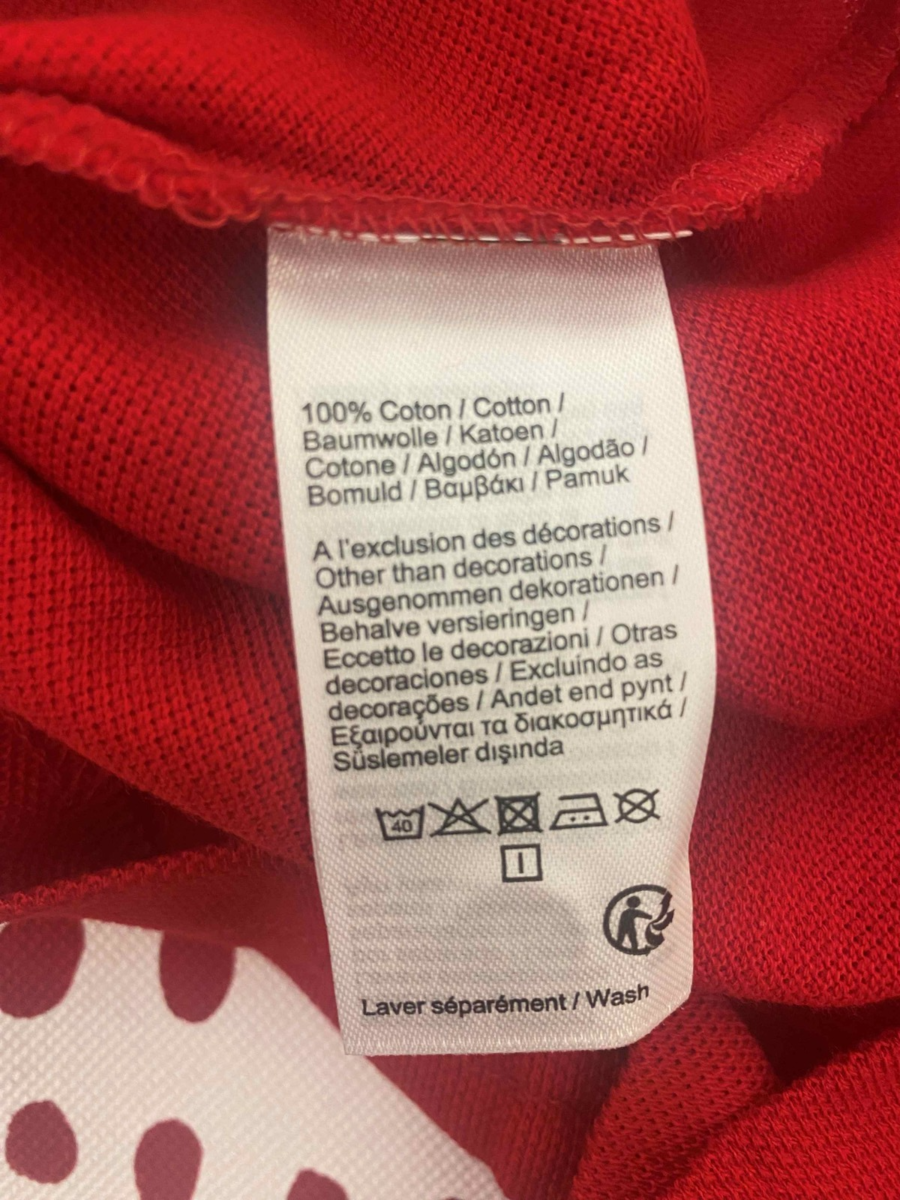 100% Coton / Cotton /
Baumwolle / Katoen /
Cotone / Algodón / Algodão /
Bomuld / Βαμβάκι / Pamuk
A l'exclusion des décorations /
Other than decorations /
Ausgenommen dekorationen /
Behalve versieringen /
Eccetto le decorazioni / Otras
decoraciones / Excluindo as
decorações / Andet end pynt /
Εξαιρούνται τα διακοσμητικά /
Süslemeler dışında
40
Laver séparément / Wash